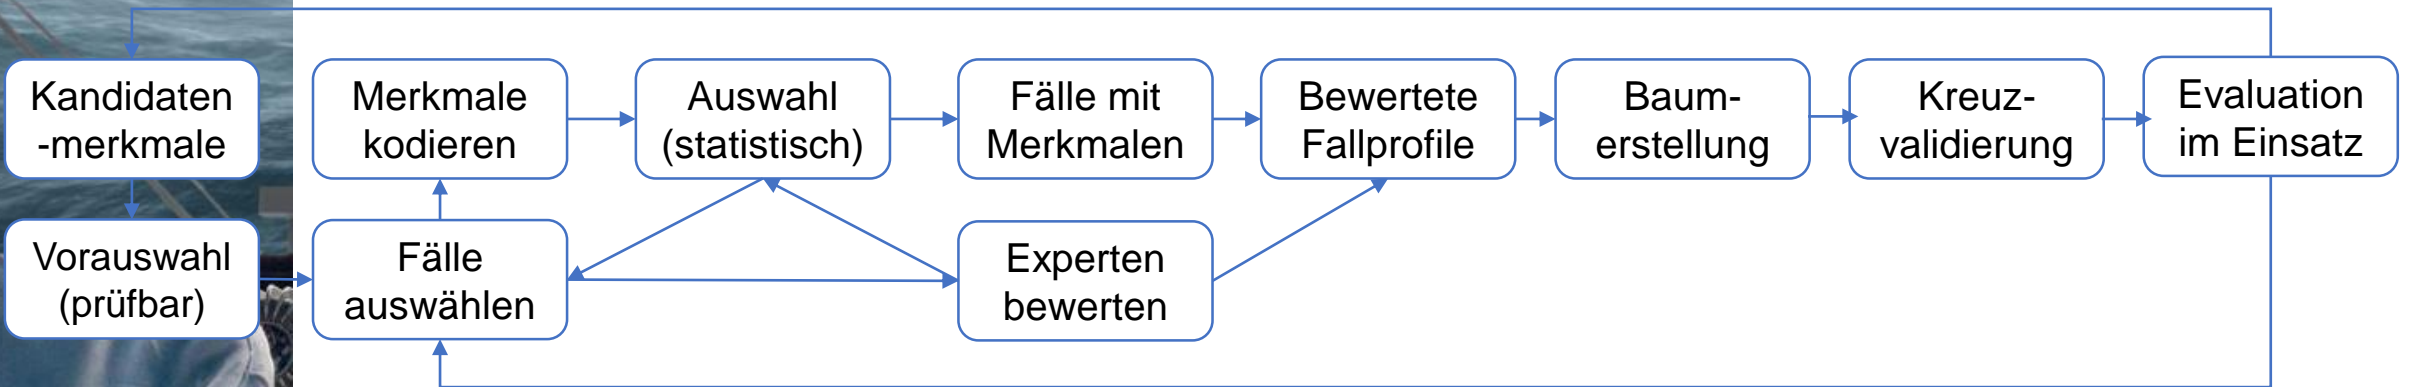 Kandidaten
-merkmale
Merkmale
kodieren
Auswahl
(statistisch)
Fälle mit
Merkmalen
Bewertete
Fallprofile
Baum-
erstellung
Kreuz-
validierung
Evaluation
im Einsatz
Vorauswahl
(prüfbar)
Fälle
auswählen
Experten
bewerten